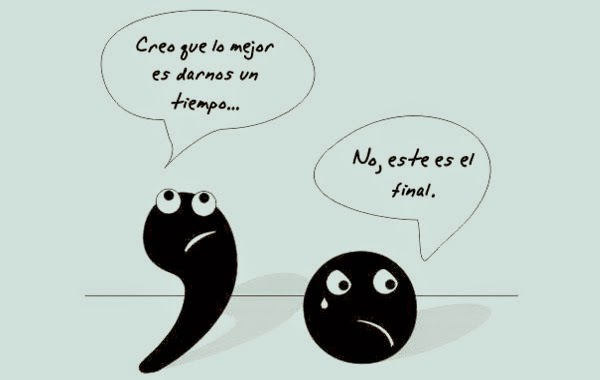 Creo que lo mejor
es darnos un
tiempo...
No, este es el
final.